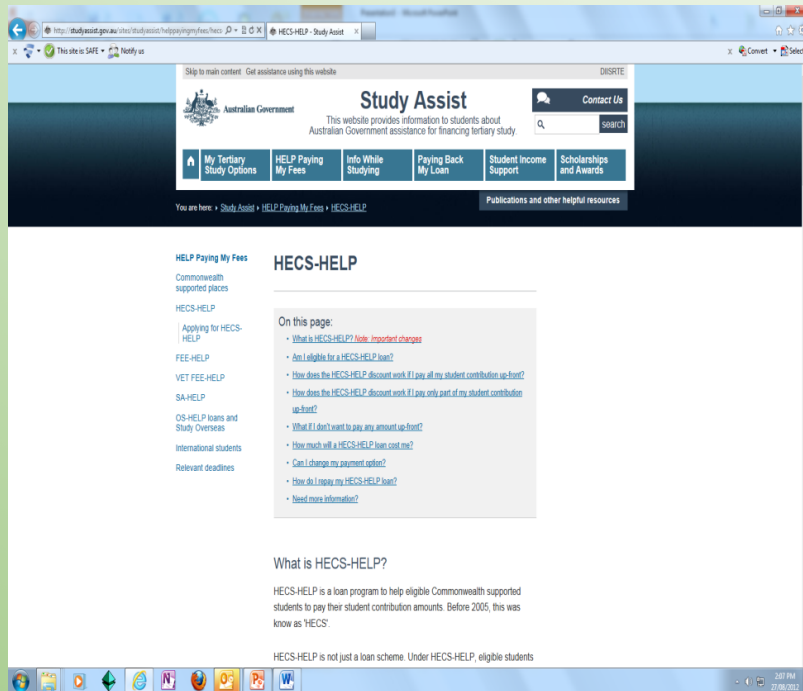 http://studyassist.gov.au/sites/studyassist/helppayingmyfees/hecs
HECS-HELP - Study Assist
x
This site is SAFE
Notify us
x Convert
Select
Skip to main content Get assistance using this website
DIISRTE
Australian Government
Study Assist
This website provides information to students about
Australian Government assistance for financing tertiary study.
Contact Us
search
My Tertiary
Study Options
HELP Paying
My Fees
Info While
Studying
Paying Back
My Loan
Student Income
Support
Scholarships
and Awards
Publications and other helpful resources
You are here: Study Assist HELP Paying My Fees HECS-HELP
HELP Paying My Fees
Commonwealth
supported places
HECS-HELP
Applying for HECS-
HELP
FEE-HELP
VET FEE-HELP
SA-HELP
OS-HELP loans and
Study Overseas
International students
Relevant deadlines
HECS-HELP
On this page:
What is HECS-HELP? Note: Important changes
Am I eligible for a HECS-HELP loan?
How does the HECS-HELP discount work if I pay all my student contribution up-front?
How does the HECS-HELP discount work if I pay only part of my student contribution
up-front?
What if I don't want to pay any amount up-front?
How much will a HECS-HELP loan cost me?
Can I change my payment option?
How do I repay my HECS-HELP loan?
Need more information?
What is HECS-HELP?
HECS-HELP is a loan program to help eligible Commonwealth supported
students to pay their student contribution amounts. Before 2005, this was
know as 'HECS'.
HECS-HELP is not just a loan scheme. Under HECS-HELP, eligible students
2:07 PM